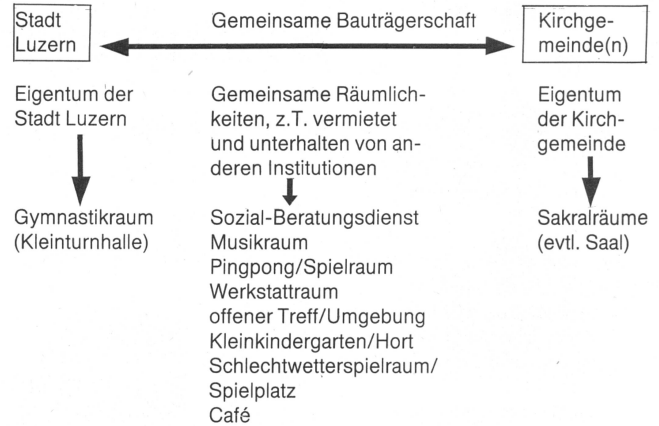 Stadt
Luzern
Gemeinsame Bauträgerschaft
Kirchge-
meinde(n)
Eigentum der
Stadt Luzern
Gemeinsame Räumlich-
keiten, z.T. vermietet
und unterhalten von an-
deren Institutionen
Eigentum
der Kirch-
gemeinde
Gymnastikraum
(Kleinturnhalle)
Sozial-Beratungsdienst
Musikraum
Pingpong/Spielraum
Werkstattraum
offener Treff/Umgebung
Kleinkindergarten/Hort
Schlechtwetterspielraum/
Spielplatz
Café
Sakralräume
(evtl. Saal)